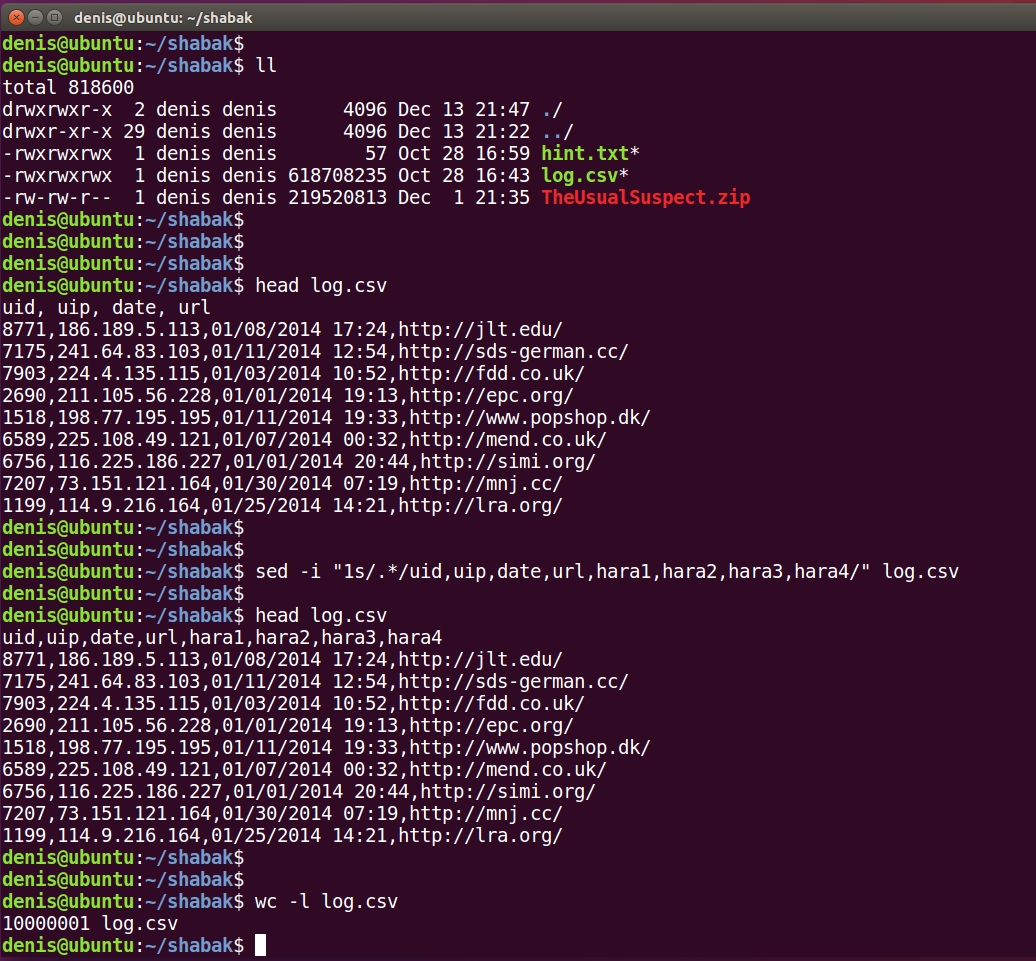 denis@ubuntu: ~/shabak
denis@ubuntu:~/shabak$
denis@ubuntu:~/shabak$ ll
total 818600
drwxrwxr-x  2 denis denis      4096 Dec 13 21:47 ./
drwxr-xr-x 29 denis denis      4096 Dec 13 21:22 ../
-rwxrwxrwx  1 denis denis        57 Oct 28 16:59 hint.txt*
-rwxrwxrwx  1 denis denis 618708235 Oct 28 16:43 log.csv*
-rw-rw-r--  1 denis denis 219520813 Dec  1 21:35 TheUsualSuspect.zip
denis@ubuntu:~/shabak$
denis@ubuntu:~/shabak$
denis@ubuntu:~/shabak$
denis@ubuntu:~/shabak$ head log.csv
uid, uip, date, url
8771,186.189.5.113,01/08/2014 17:24,http://jlt.edu/
7175,241.64.83.103,01/11/2014 12:54,http://sds-german.cc/
7903,224.4.135.115,01/03/2014 10:52,http://fdd.co.uk/
2690,211.105.56.228,01/01/2014 19:13,http://epc.org/
1518,198.77.195.195,01/11/2014 19:33,http://www.popshop.dk/
6589,225.108.49.121,01/07/2014 00:32,http://mend.co.uk/
6756,116.225.186.227,01/01/2014 20:44,http://simi.org/
7207,73.151.121.164,01/30/2014 07:19,http://mnj.cc/
1199,114.9.216.164,01/25/2014 14:21,http://lra.org/
denis@ubuntu:~/shabak$
denis@ubuntu:~/shabak$
denis@ubuntu:~/shabak$ sed -i "1s/.*/uid,uip,date,url,hara1,hara2,hara3,hara4/" log.csv
denis@ubuntu:~/shabak$
denis@ubuntu:~/shabak$ head log.csv
uid,uip,date,url,hara1,hara2,hara3,hara4
8771,186.189.5.113,01/08/2014 17:24,http://jlt.edu/
7175,241.64.83.103,01/11/2014 12:54,http://sds-german.cc/
7903,224.4.135.115,01/03/2014 10:52,http://fdd.co.uk/
2690,211.105.56.228,01/01/2014 19:13,http://epc.org/
1518,198.77.195.195,01/11/2014 19:33,http://www.popshop.dk/
6589,225.108.49.121,01/07/2014 00:32,http://mend.co.uk/
6756,116.225.186.227,01/01/2014 20:44,http://simi.org/
7207,73.151.121.164,01/30/2014 07:19,http://mnj.cc/
1199,114.9.216.164,01/25/2014 14:21,http://lra.org/
denis@ubuntu:~/shabak$
denis@ubuntu:~/shabak$
denis@ubuntu:~/shabak$ wc -l log.csv
10000001 log.csv
denis@ubuntu:~/shabak$